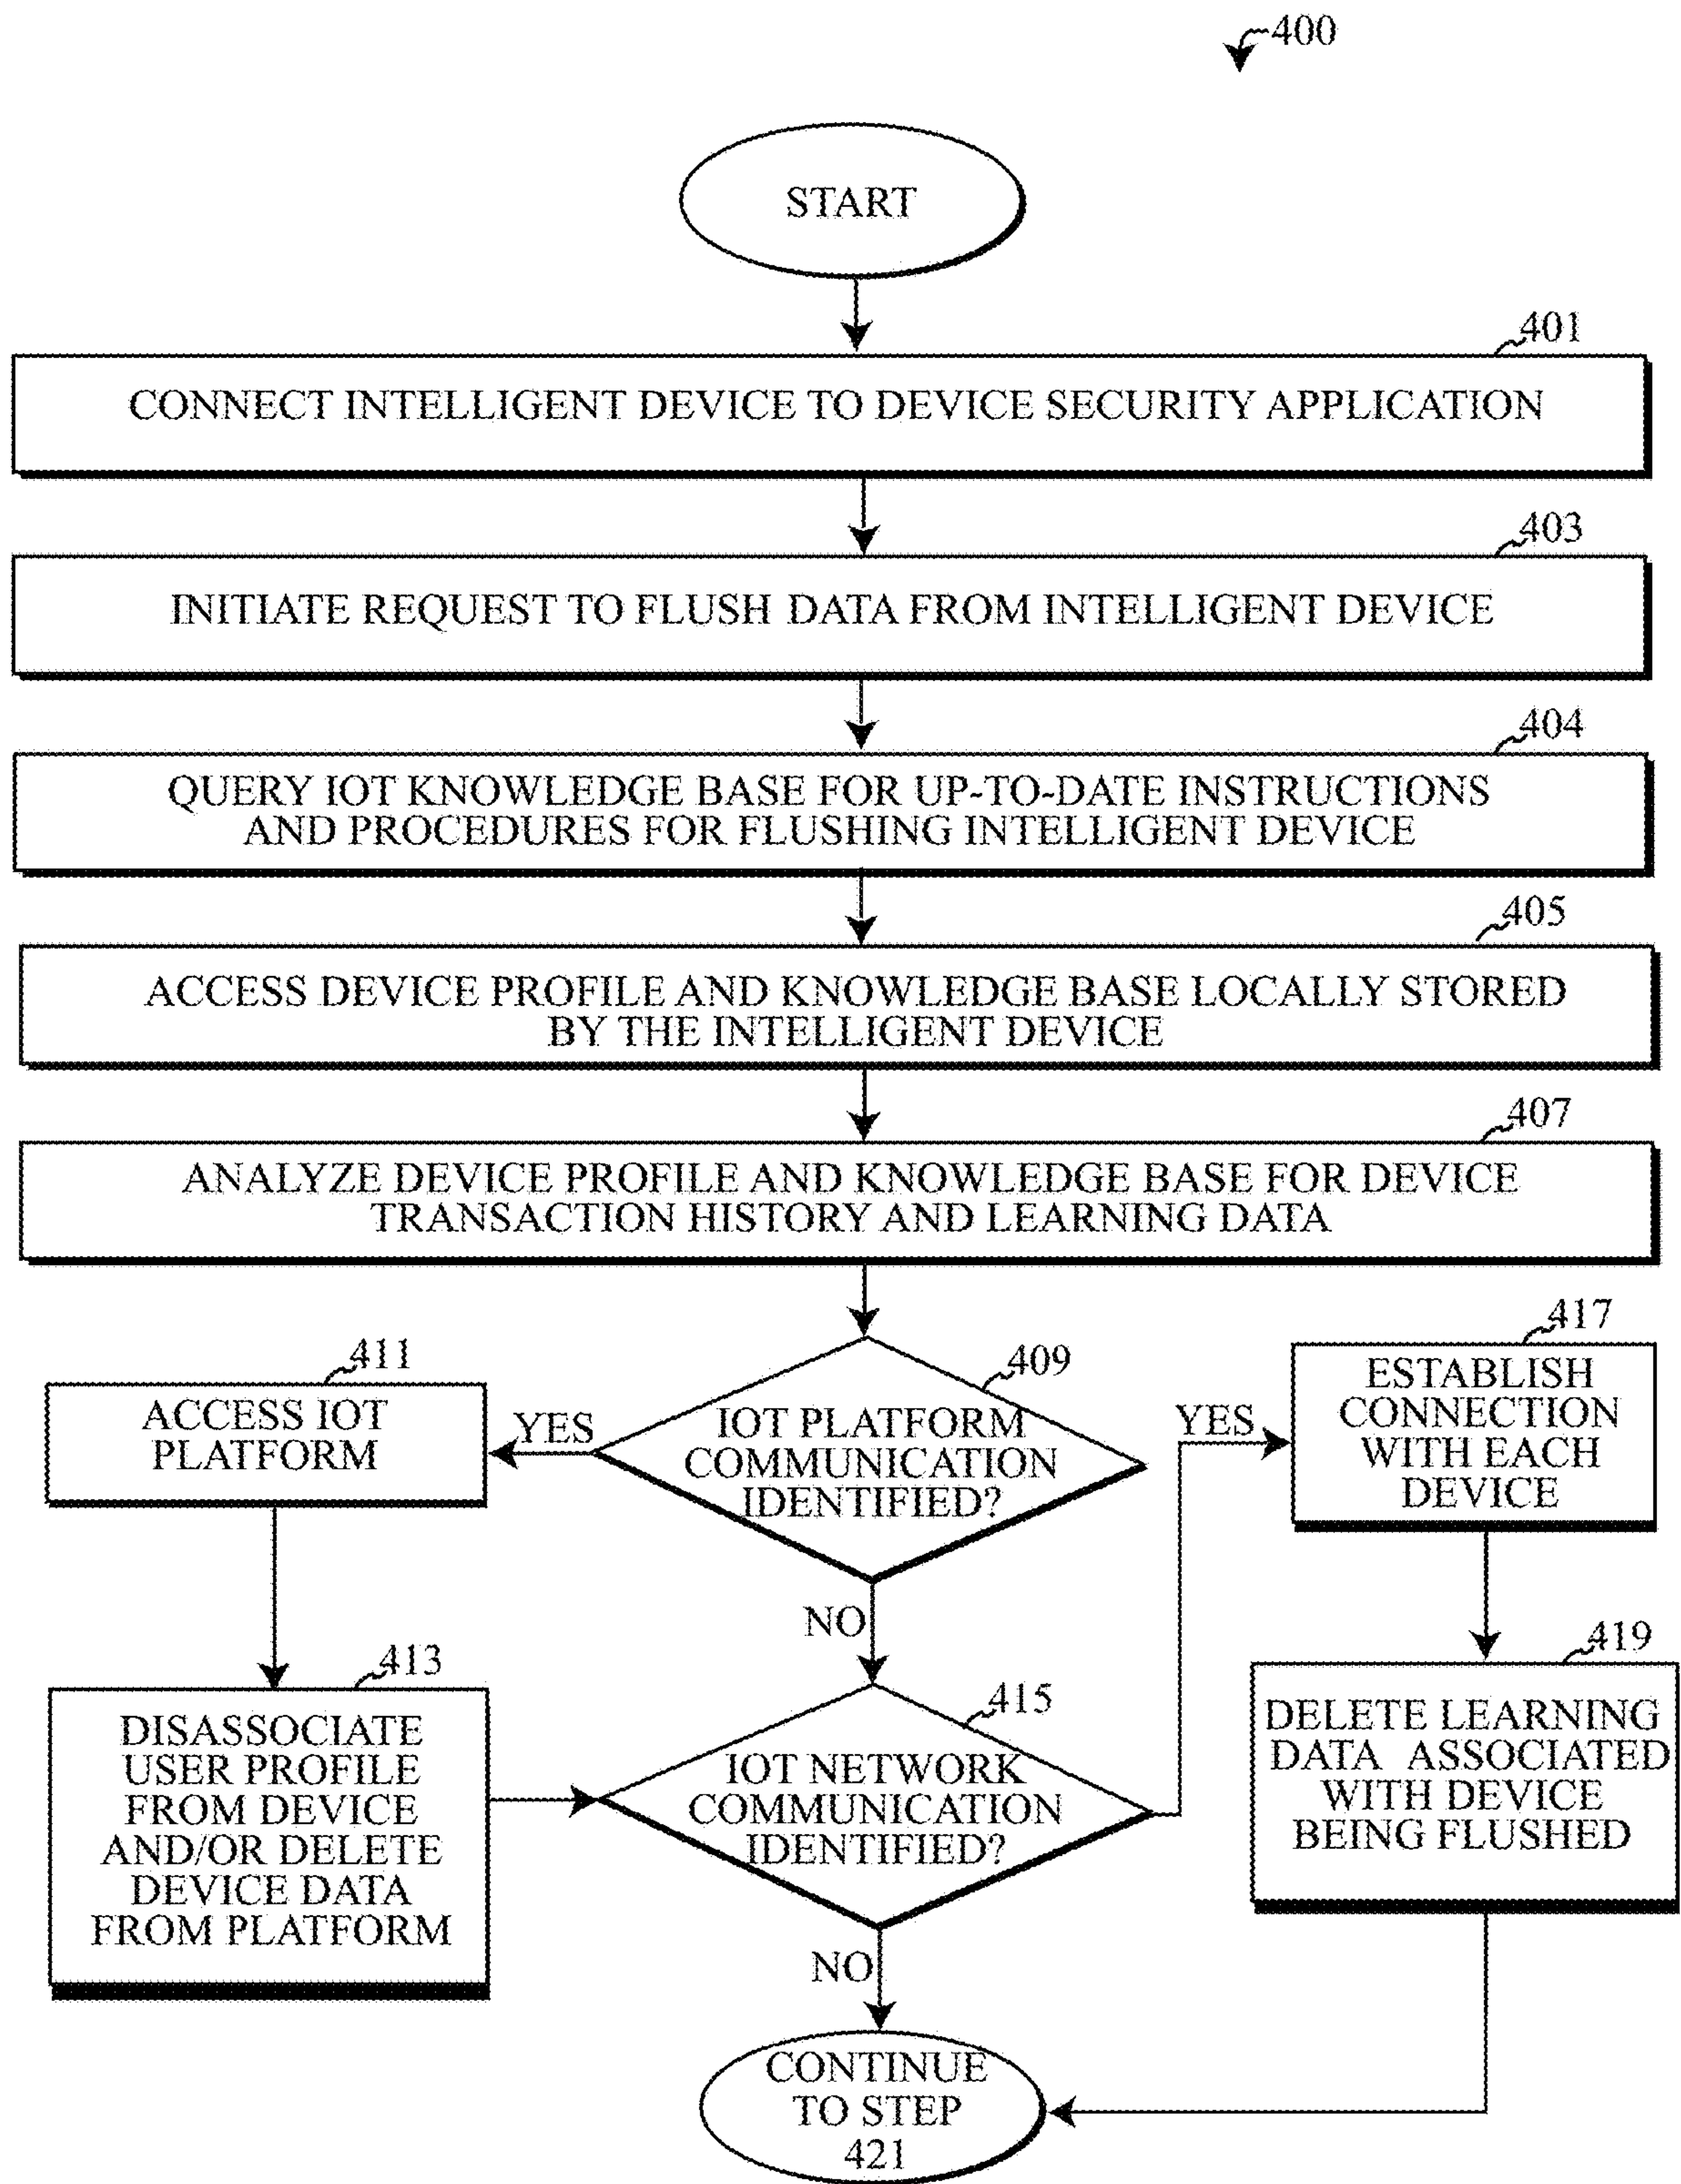 400
START
401
CONNECT INTELLIGENT DEVICE TO DEVICE SECURITY APPLICATION
403
INITIATE REQUEST TO FLUSH DATA FROM INTELLIGENT DEVICE
404
QUERY IOT KNOWLEDGE BASE FOR UP-TO-DATE INSTRUCTIONS
AND PROCEDURES FOR FLUSHING INTELLIGENT DEVICE
405
ACCESS DEVICE PROFILE AND KNOWLEDGE BASE LOCALLY STORED
BY THE INTELLIGENT DEVICE
407
ANALYZE DEVICE PROFILE AND KNOWLEDGE BASE FOR DEVICE
TRANSACTION HISTORY AND LEARNING DATA
409
IOT PLATFORM
COMMUNICATION
IDENTIFIED?
YES
411
ACCESS IOT
PLATFORM
NO
413
DISASSOCIATE
USER PROFILE
FROM DEVICE
AND/OR DELETE
DEVICE DATA
FROM PLATFORM
415
IOT NETWORK
COMMUNICATION
IDENTIFIED?
YES
417
ESTABLISH
CONNECTION
WITH EACH
DEVICE
419
DELETE LEARNING
DATA ASSOCIATED
WITH DEVICE
BEING FLUSHED
NO
CONTINUE
TO STEP
421